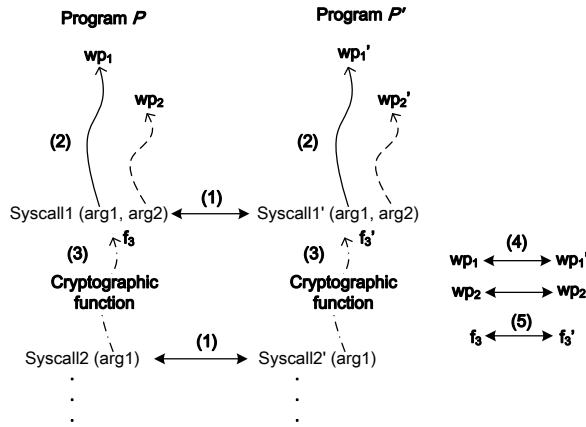 Program P Program P'
wp1 wp1'
wp2 wp2'
(2) (2)
Syscall1 (arg1, arg2) (1) Syscall1' (arg1, arg2)
f3 f3'
(3) (3)
Cryptographic function Cryptographic function
Syscall2 (arg1) (1) Syscall2' (arg1)
wp1 (4) wp1'
wp2 wp2
f3 (5) f3'